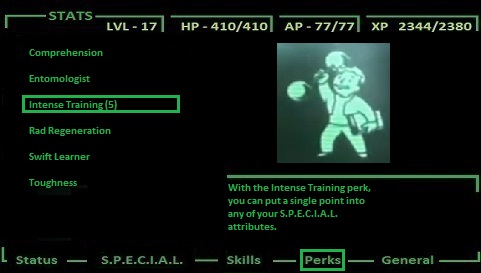 STATS
LVL - 17 HP - 410/410 AP - 77/77 XP 2344/2380
Comprehension
Entomologist
Intense Training (5)
Rad Regeneration
Swift Learner
Toughness
With the Intense Training perk,
you can put a single point into
any of your S.P.E.C.I.A.L.
attributes.
Status S.P.E.C.I.A.L. Skills Perks General